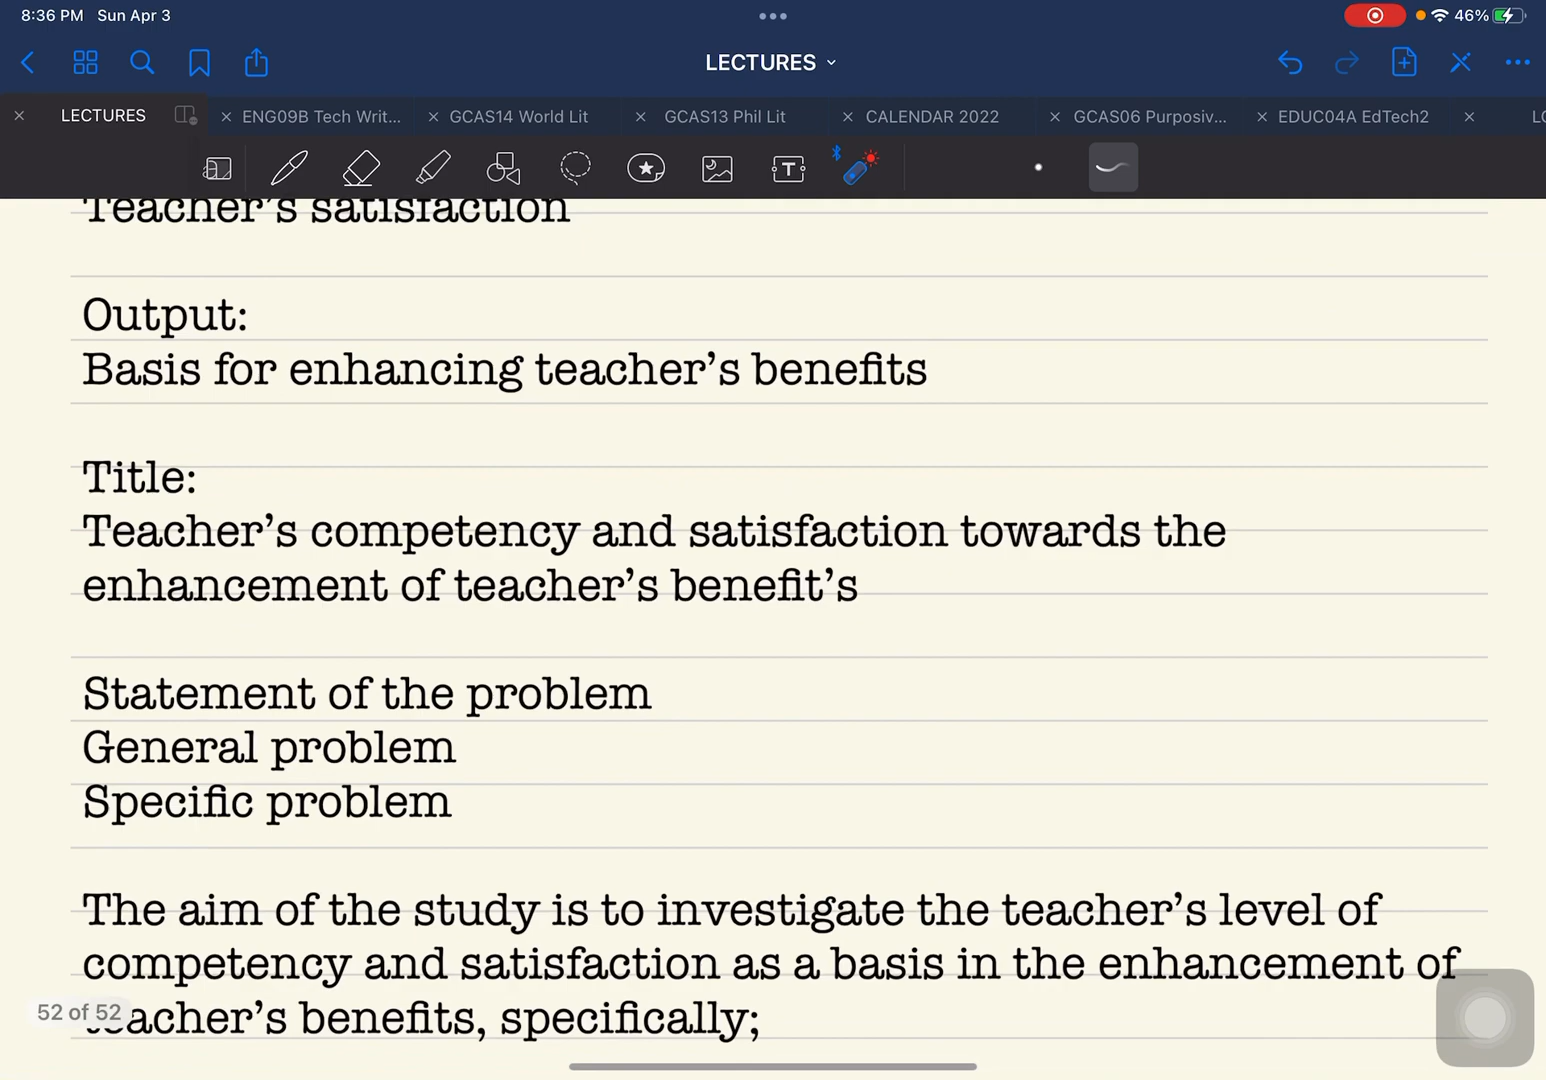 8:36 PM Sun Apr 3
46%
LECTURES
LECTURES
ENG09B Tech Writ...
GCAS14 World Lit
GCAS13 Phil Lit
CALENDAR 2022
GCAS06 Purposiv...
EDUC04A EdTech2
Teacher's satisfaction
Output:
Basis for enhancing teacher's benefits
Title:
Teacher's competency and satisfaction towards the
enhancement of teacher's benefit's
Statement of the problem
General problem
Specific problem
The aim of the study is to investigate the teacher's level of
competency and satisfaction as a basis in the enhancement of
teacher's benefits, specifically;
52 of 52